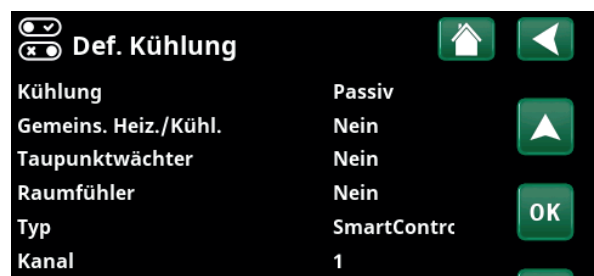 Def. Kühlung
Kühlung Passiv
Gemeins. Heiz./Kühl. Nein
Taupunktwächter Nein
Raumfühler Nein
OK
Typ SmartContrc
Kanal 1